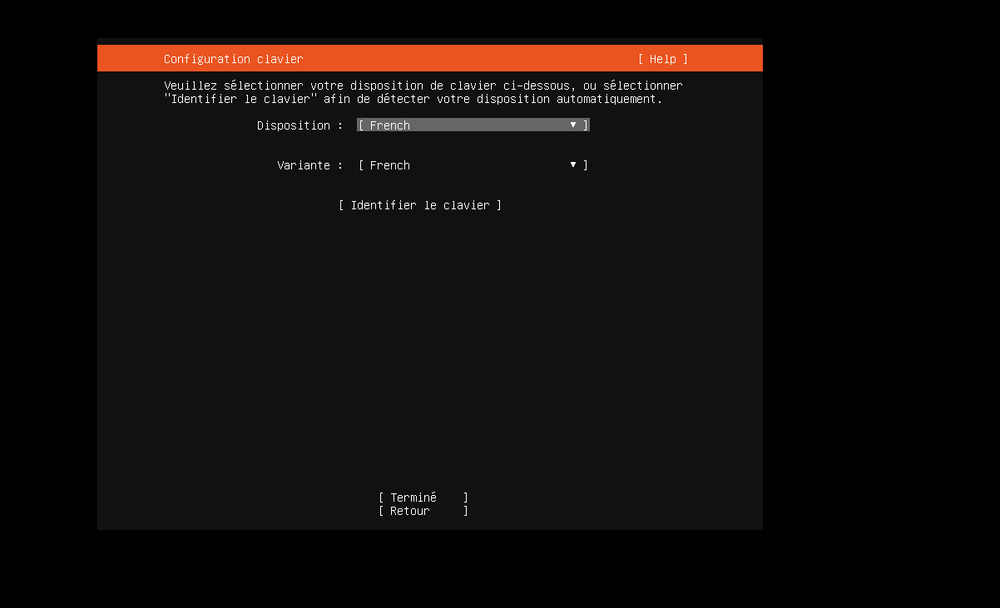 Configuration clavier [ Help ]
Veuillez sélectionner votre disposition de clavier ci-dessous, ou sélectionner
"Identifier le clavier" afin de détecter votre disposition automatiquement.
Disposition : [ French ▼ ]
Variante : [ French ▼ ]
[ Identifier le clavier ]
[ Terminé ]
[ Retour ]